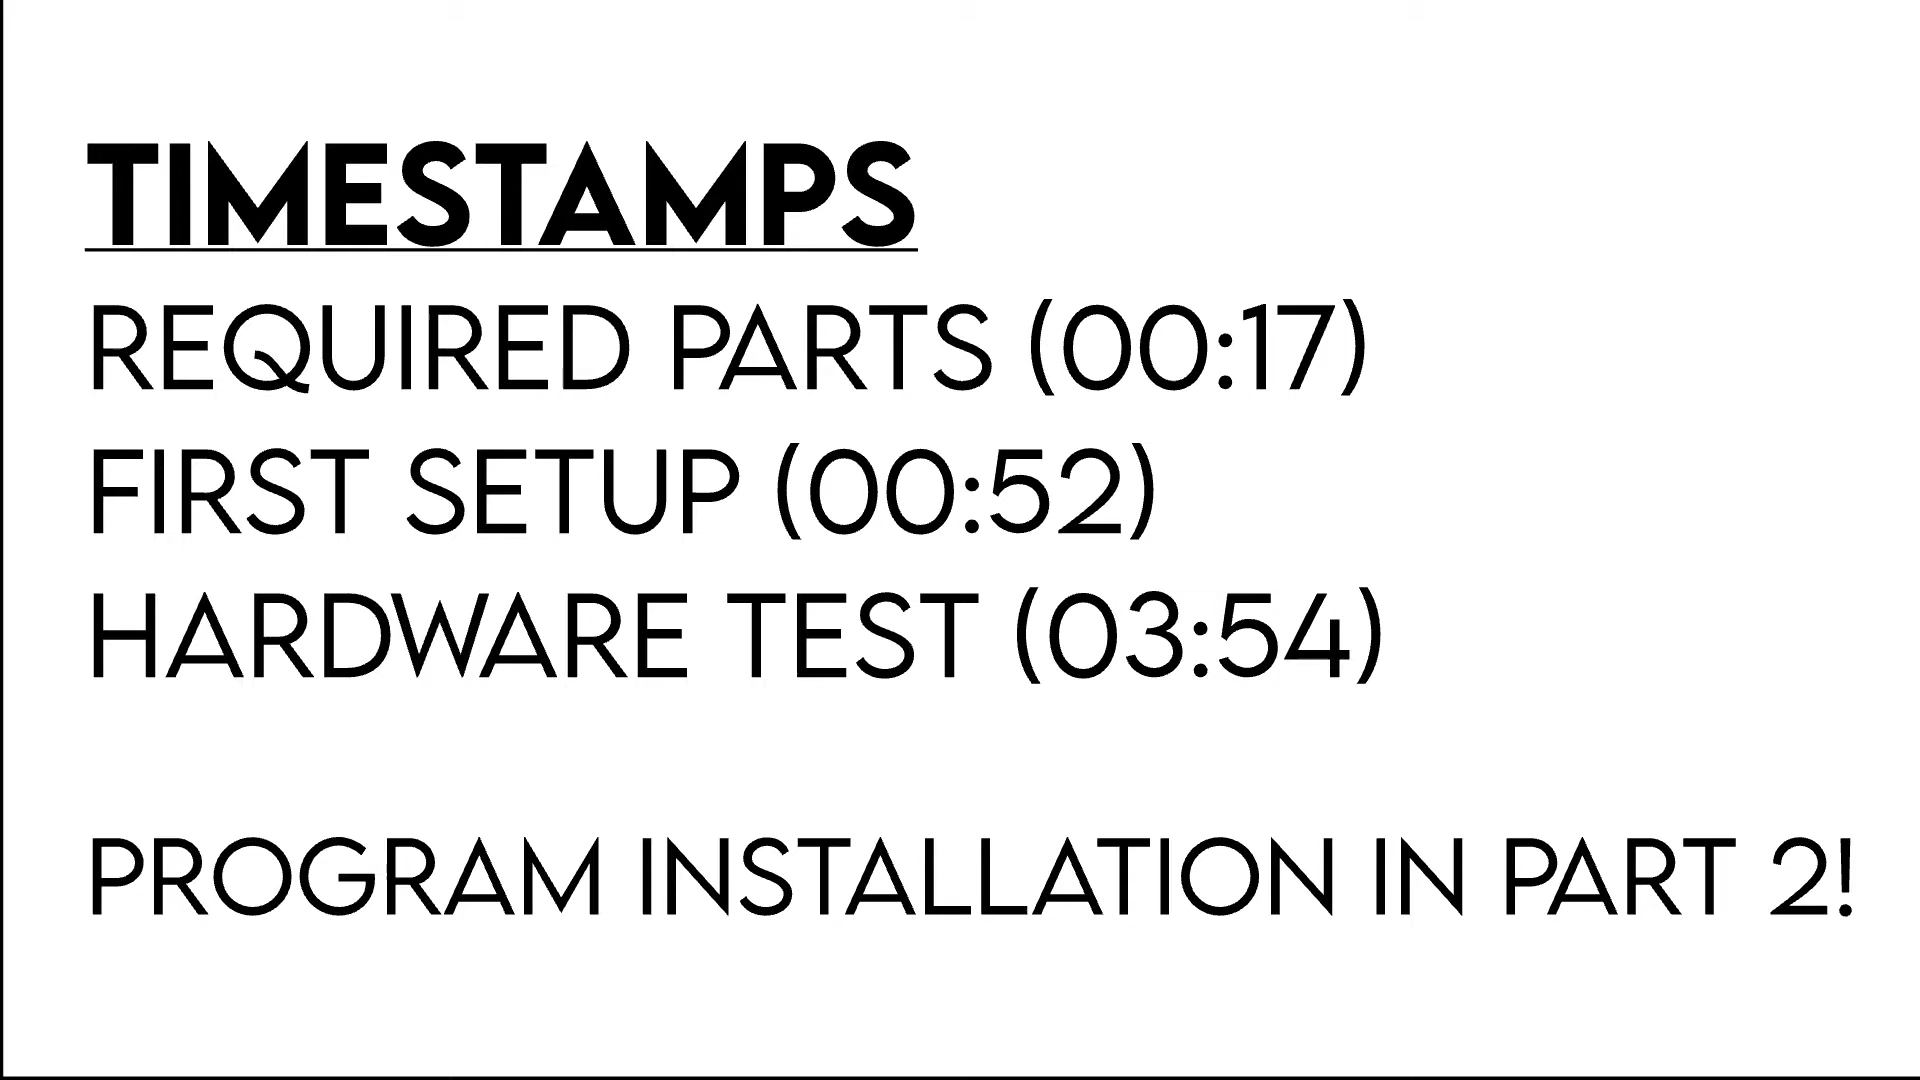 TIMESTAMPS
REQUIRED PARTS (00:17)
FIRST SETUP (00:52)
HARDWARE TEST (03:54)
PROGRAM INSTALLATION IN PART 2!